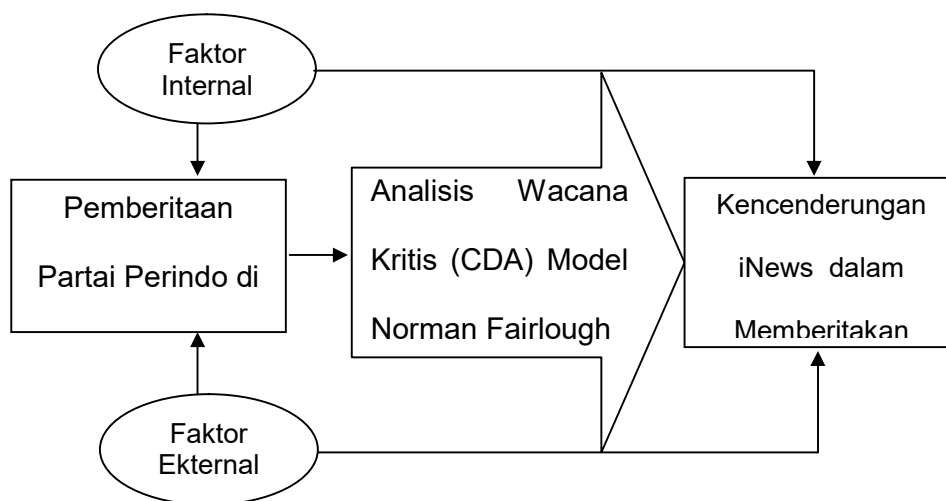 Faktor
Internal
Pemberitaan
Partai Perindo di
Analisis Wacana
Kritis (CDA) Model
Norman Fairlough
Kencenderungan
iNews dalam
Memberitakan
Faktor
Ekternal